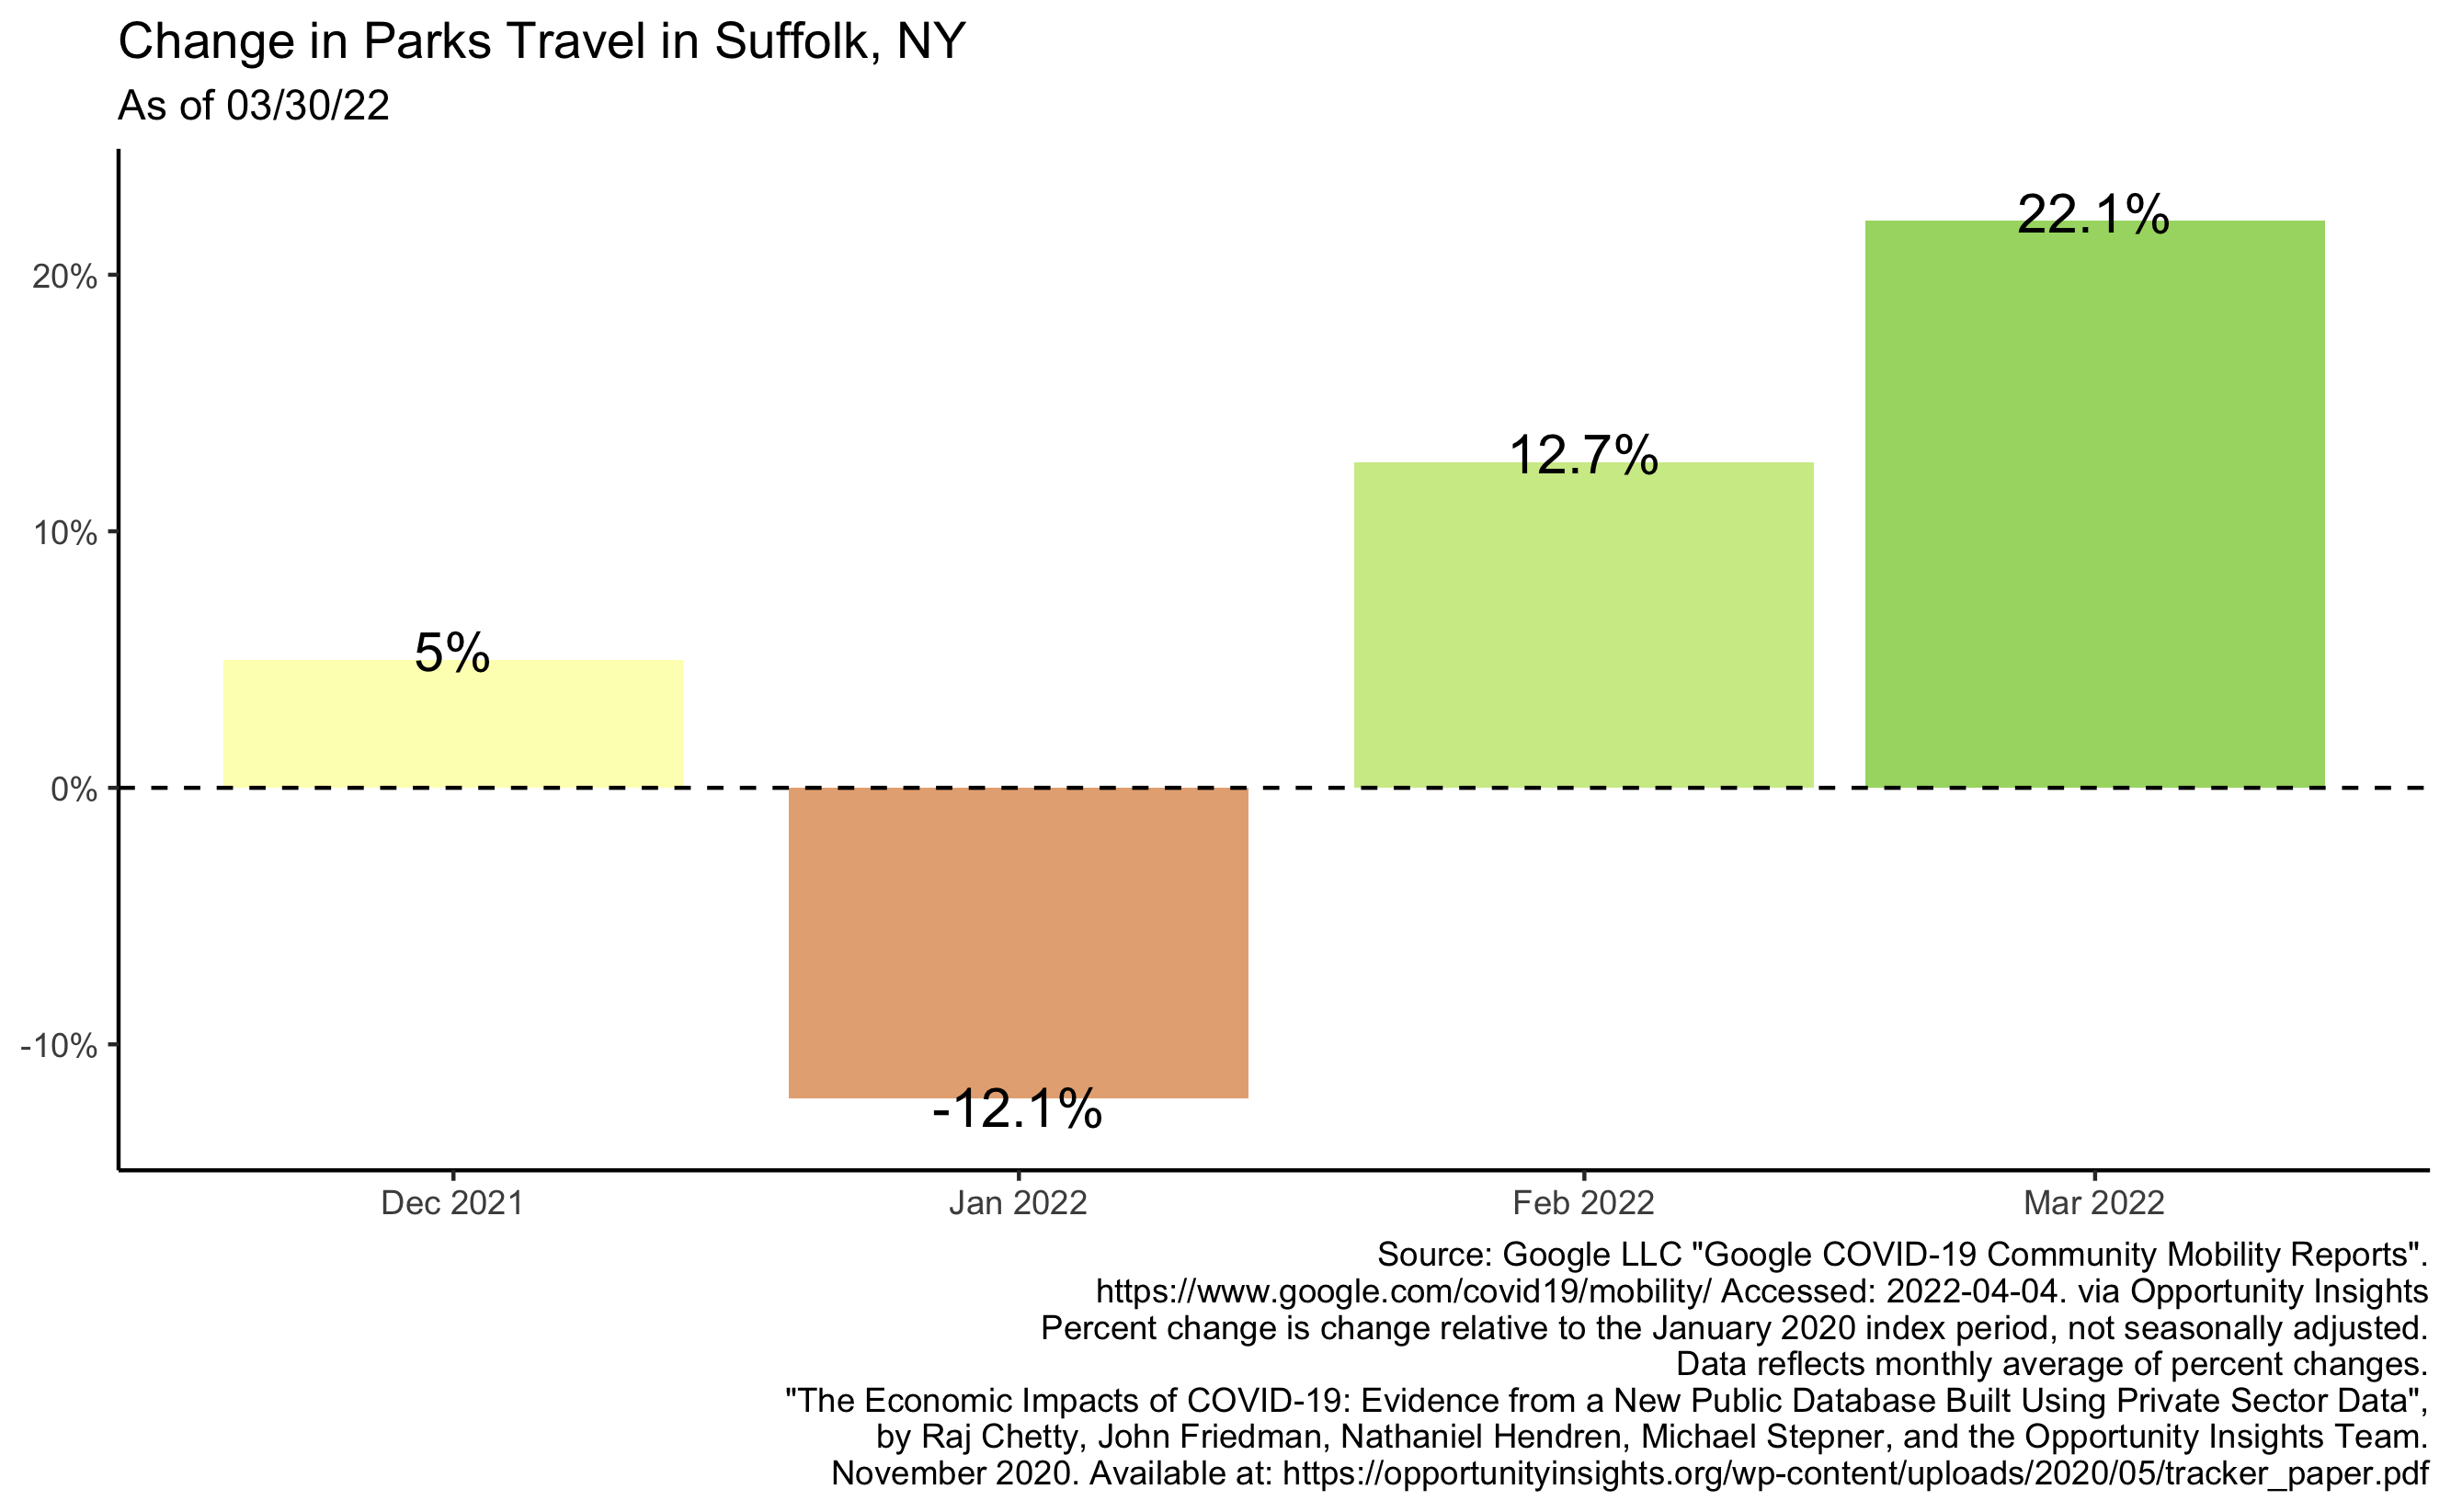 Change in Parks Travel in Suffolk, NY
As of 03/30/22
22.1%
20%
12.7%
10%
5%
0%
-10%
-12.1%
Dec 2021 Jan 2022 Feb 2022 Mar 2022
Source: Google LLC "Google COVID-19 Community Mobility Reports".
https://www.google.com/covid19/mobility/ Accessed: 2022-04-04. via Opportunity Insights
Percent change is change relative to the January 2020 index period, not seasonally adjusted.
Data reflects monthly average of percent changes.
"The Economic Impacts of COVID-19: Evidence from a New Public Database Built Using Private Sector Data",
by Raj Chetty, John Friedman, Nathaniel Hendren, Michael Stepner, and the Opportunity Insights Team.
November 2020. Available at: https://opportunityinsights.org/wp-content/uploads/2020/05/tracker_paper.pdf